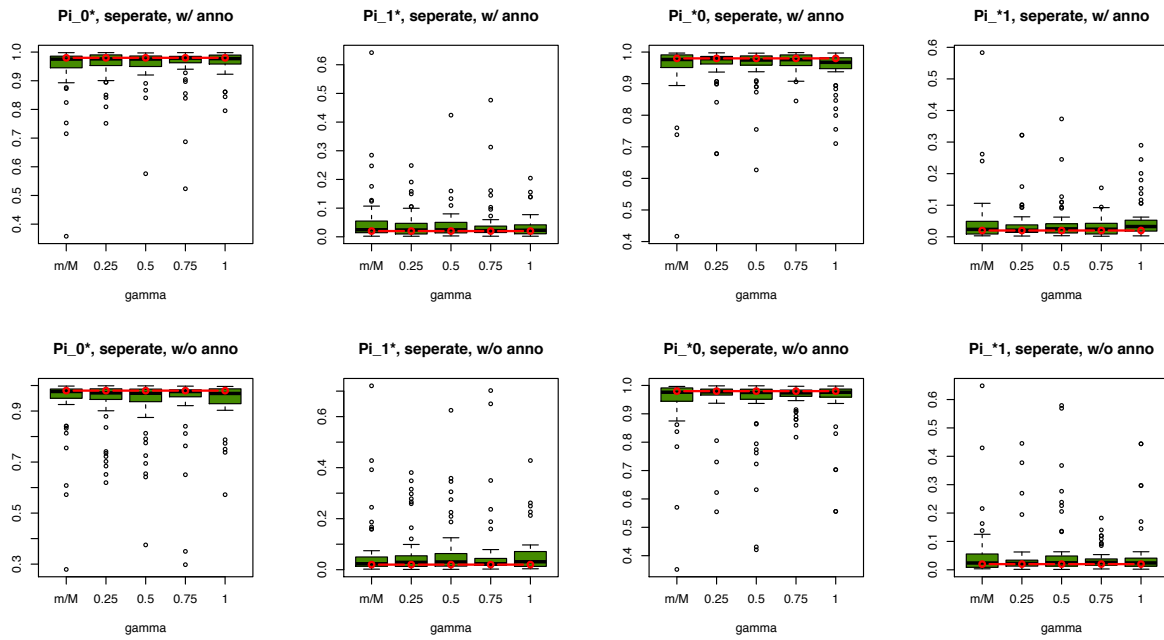 Pi_0*, seperate, w/ anno
Pi_1*, seperate, w/ anno
Pi_*0, seperate, w/ anno
Pi_*1, seperate, w/ anno
1.0
0.9
0.8
0.7
0.6
0.5
0.4
0.6
0.5
0.4
0.3
0.2
0.1
0.0
1.0
0.9
0.8
0.7
0.6
0.5
0.4
0.6
0.5
0.4
0.3
0.2
0.1
0.0
m/M 0.25 0.5 0.75 1
m/M 0.25 0.5 0.75 1
m/M 0.25 0.5 0.75 1
m/M 0.25 0.5 0.75 1
gamma
gamma
gamma
gamma
Pi_0*, seperate, w/o anno
Pi_1*, seperate, w/o anno
Pi_*0, seperate, w/o anno
Pi_*1, seperate, w/o anno
0.9
0.7
0.5
0.3
0.6
0.4
0.2
0.0
1.0
0.9
0.8
0.7
0.6
0.5
0.4
0.6
0.5
0.4
0.3
0.2
0.1
0.0
m/M 0.25 0.5 0.75 1
m/M 0.25 0.5 0.75 1
m/M 0.25 0.5 0.75 1
m/M 0.25 0.5 0.75 1
gamma
gamma
gamma
gamma